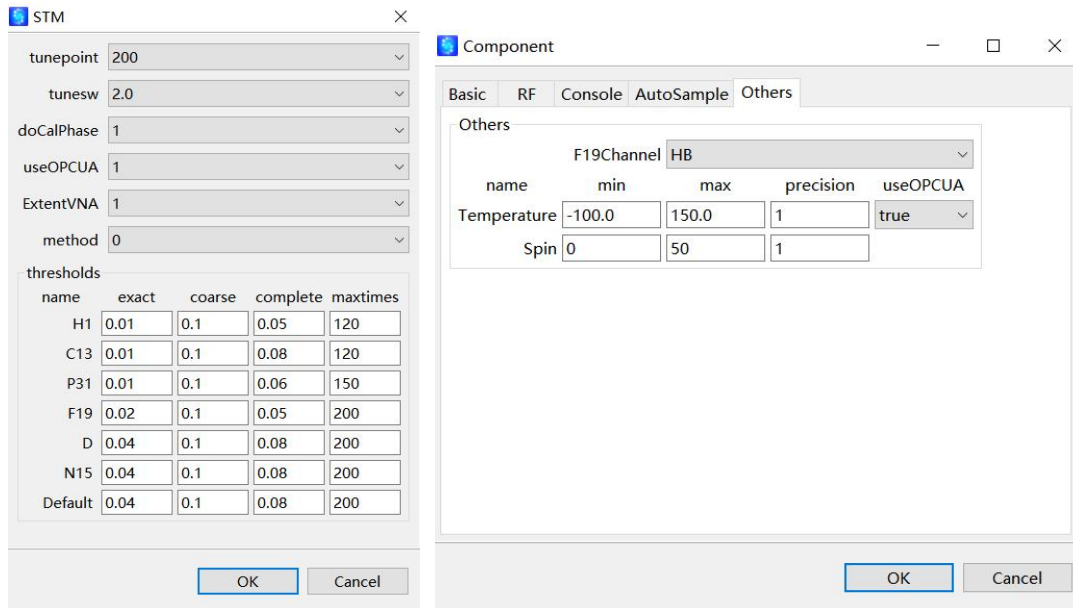 STM
tunepoint 200
tunesw 2.0
doCalPhase 1
useOPCUA 1
ExtentVNA 1
method 0
thresholds
name exact coarse complete maxtimes
H1 0.01 0.1 0.05 120
C13 0.01 0.1 0.08 120
P31 0.01 0.1 0.06 150
F19 0.02 0.1 0.05 200
D 0.04 0.1 0.08 200
N15 0.04 0.1 0.08 200
Default 0.04 0.1 0.08 200
OK Cancel
Component
Basic RF Console AutoSample Others
Others
F19Channel HB
name min max precision useOPCUA
Temperature -100.0 150.0 1 true
Spin 0 50 1
OK Cancel